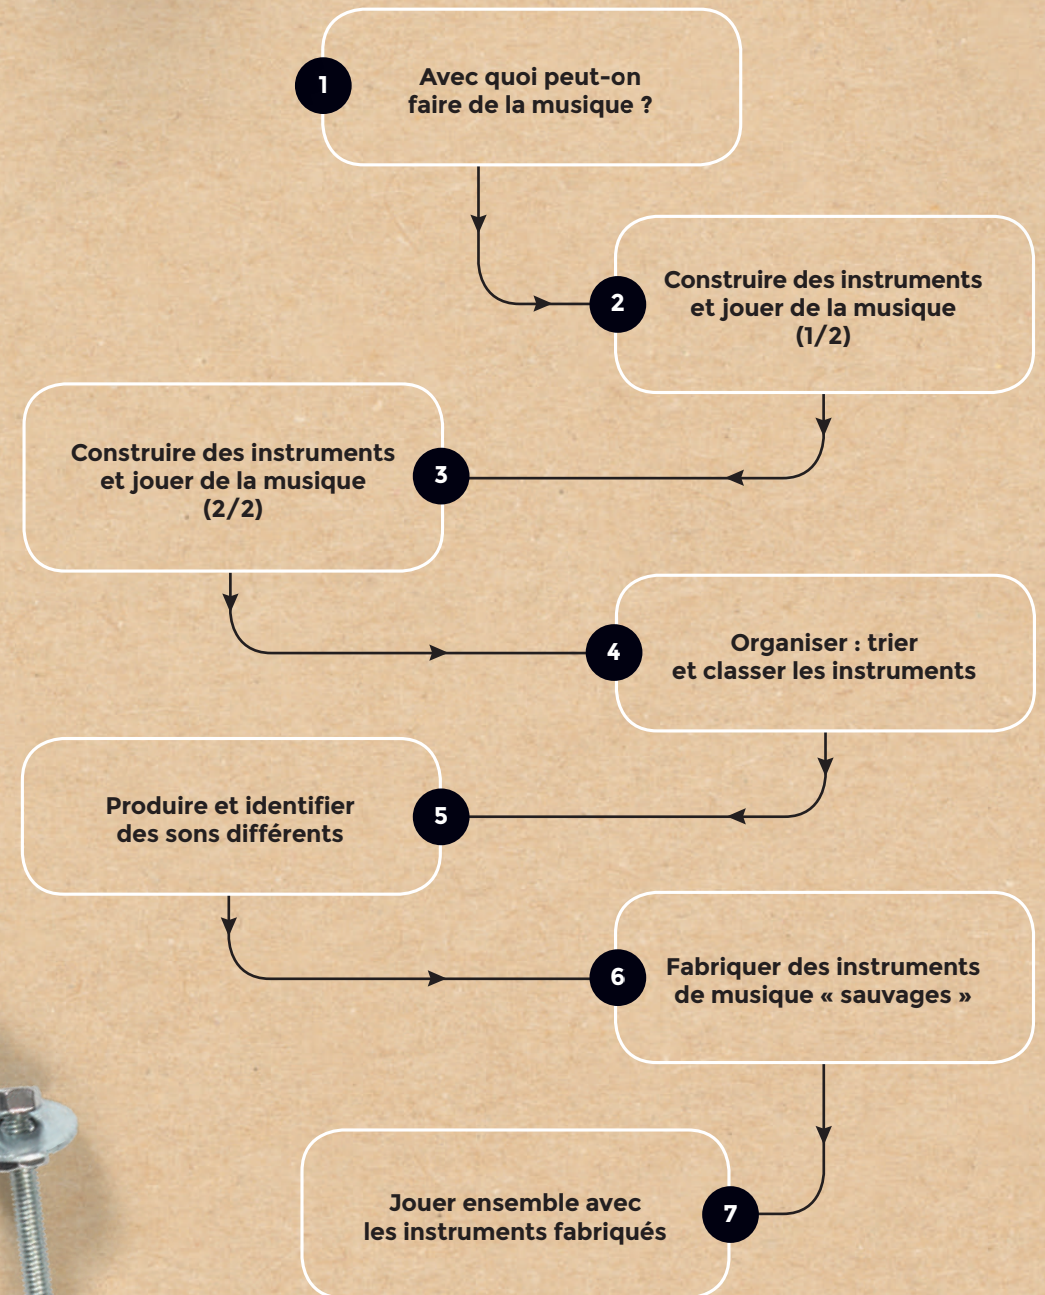 1
Avec quoi peut-on
faire de la musique ?
2
Construire des instruments
et jouer de la musique
(1/2)
3
Construire des instruments
et jouer de la musique
(2/2)
4
Organiser : trier
et classer les instruments
5
Produire et identifier
des sons différents
6
Fabriquer des instruments
de musique « sauvages »
7
Jouer ensemble avec
les instruments fabriqués